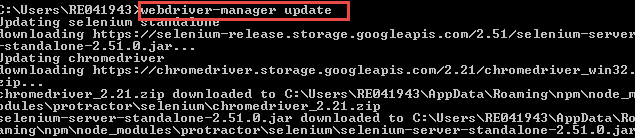 C:\Users\RE041943>webdriver-manager update
Updating selenium standalone
downloading https://selenium-release.storage.googleapis.com/2.51/selenium-server
-standalone-2.51.0.jar...
Updating chromedriver
downloading https://chromedriver.storage.googleapis.com/2.21/chromedriver_win32.
zip...
chromedriver_2.21.zip downloaded to C:\Users\RE041943\AppData\Roaming\npm\node_m
odules\protractor\selenium\chromedriver_2.21.zip
selenium-server-standalone-2.51.0.jar downloaded to C:\Users\RE041943\AppData\Ro
aming\npm\node_modules\protractor\selenium\selenium-server-standalone-2.51.0.jar